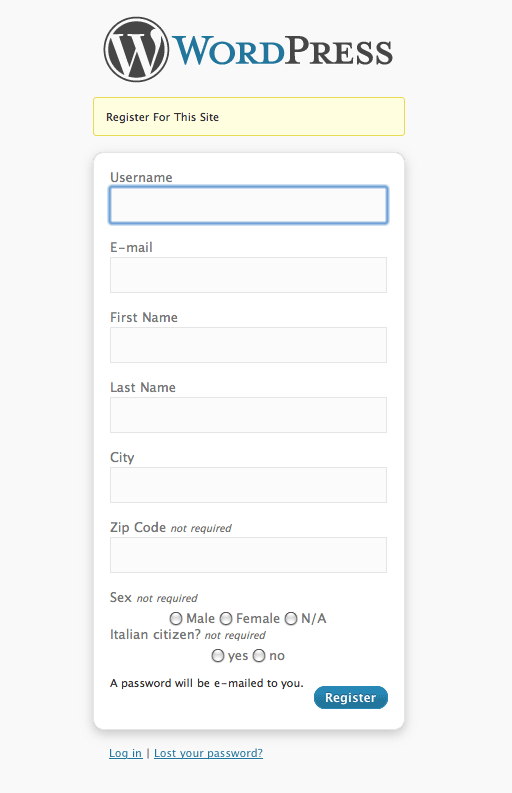 WORDPRESS
Register For This Site
Username
E-mail
First Name
Last Name
City
Zip Code not required
Sex not required
Male Female N/A
Italian citizen? not required
yes no
A password will be e-mailed to you.
Register
Log in | Lost your password?